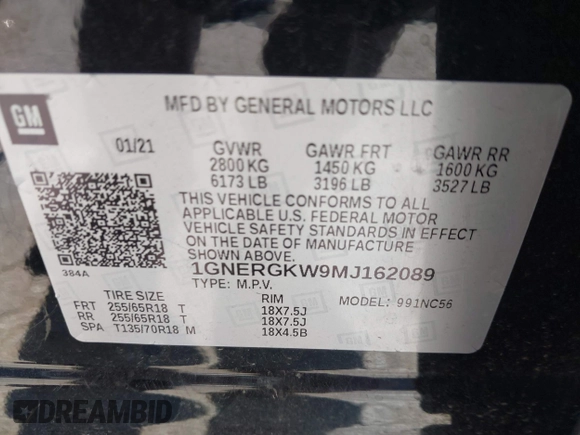 GM
MFD BY GENERAL MOTORS LLC
01/21 GVWR GAWR FRT GAWR RR
2800 KG 1450 KG 1600 KG
6173 LB 3196 LB 3527 LB
THIS VEHICLE CONFORMS TO ALL
APPLICABLE U.S. FEDERAL MOTOR
VEHICLE SAFETY STANDARDS IN EFFECT
ON THE DATE OF MANUFACTURE
SHOWN ABOVE.
384A 1GNERGKW9MJ162089
TYPE: M.P.V.
TIRE SIZE RIM MODEL: 991NC56
FRT 255/65R18 T 18X7.5J
RR 255/65R18 T 18X7.5J
SPA T135/70R18 M 18X4.5B
DREAMBID